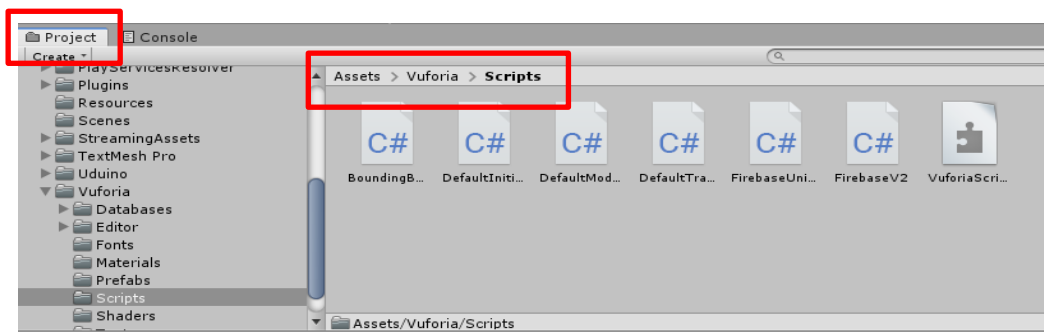 Project Console
Create
PlayServicesResolver
Plugins
Resources
Scenes
StreamingAssets
TextMesh Pro
Uduino
Vuforia
Databases
Editor
Fonts
Materials
Prefabs
Scripts
Shaders
Assets > Vuforia > Scripts
C# C# C# C# C# C#
BoundingB... DefaultIniti... DefaultMod... DefaultTra... FirebaseUni... FirebaseV2 VuforiaScri...
Assets/Vuforia/Scripts